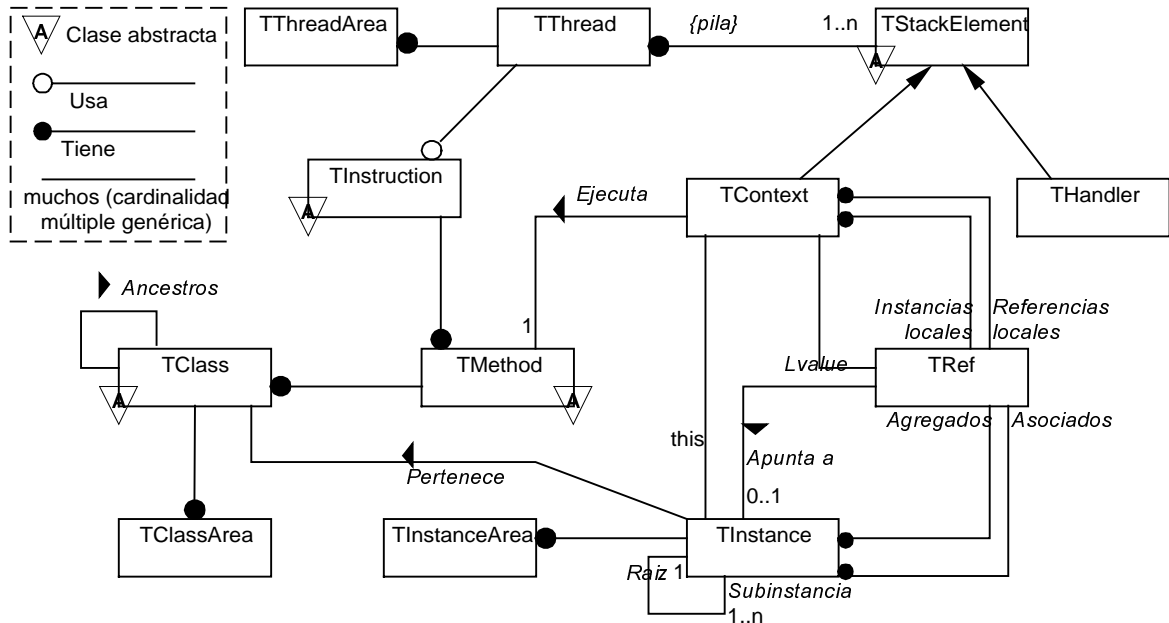 A Clase abstracta
Usa
Tiene
muchos (cardinalidad
múltiple genérica)
TThreadArea
TThread
{pila}
1..n
TStackElement
A
TInstruction
A
TContext
THandler
Ejecuta
Ancestros
1
Instancias
locales
Referencias
locales
TClass
A
TMethod
A
Lvalue
TRef
Agregados
Asociados
this
Apunta a
Pertenece
0..1
TClassArea
TInstanceArea
TInstance
Raiz
1
Subinstancia
1..n